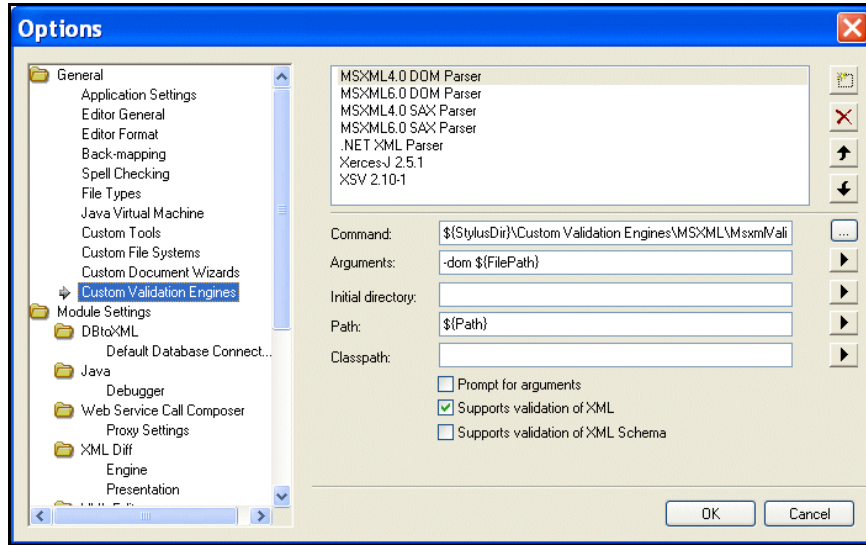 Options
General
Application Settings
Editor General
Editor Format
Back-mapping
Spell Checking
File Types
Java Virtual Machine
Custom Tools
Custom File Systems
Custom Document Wizards
Custom Validation Engines
Module Settings
DBtoXML
Default Database Connect...
Java
Debugger
Web Service Call Composer
Proxy Settings
XML Diff
Engine
Presentation
MSXML4.0 DOM Parser
MSXML6.0 DOM Parser
MSXML4.0 SAX Parser
MSXML6.0 SAX Parser
.NET XML Parser
Xerces-J 2.5.1
XSV 2.10-1
Command: ${StylusDir}\Custom Validation Engines\MSXML\MsxmlVali ...
Arguments: -dom ${FilePath}
Initial directory:
Path: ${Path}
Classpath:
Prompt for arguments
Supports validation of XML
Supports validation of XML Schema
OK Cancel